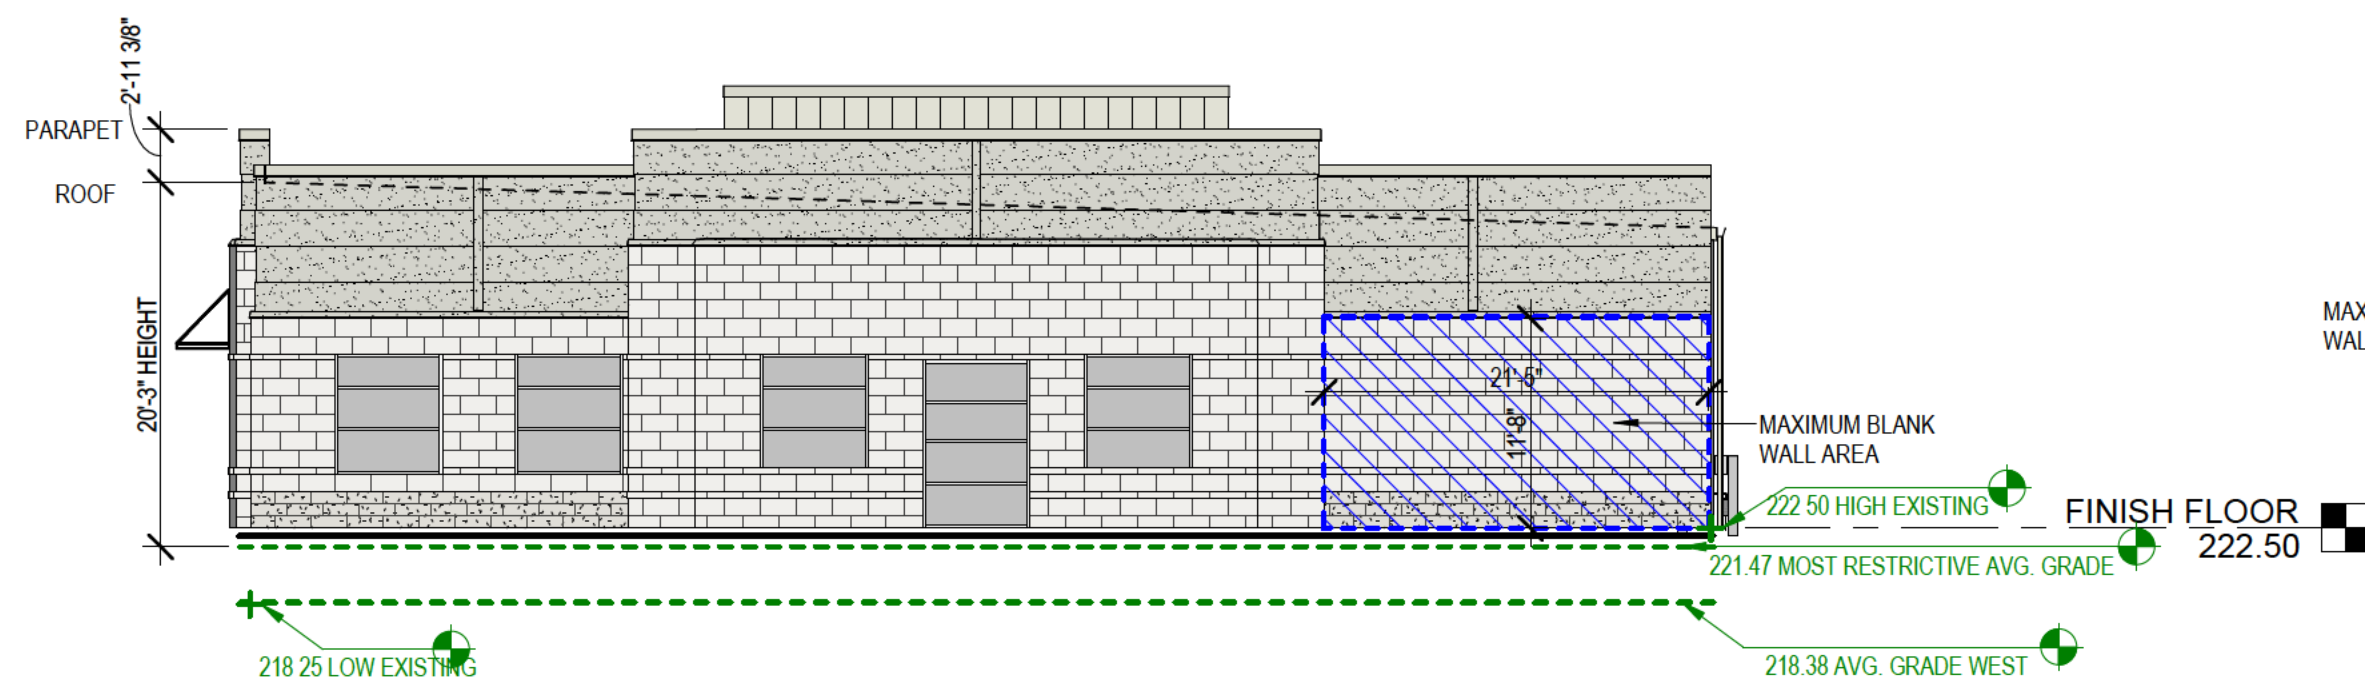 2'-11 3/8"
PARAPET
ROOF
20'-3" HEIGHT
21'-5"
11'-8"
MAXIMUM BLANK
WALL AREA
MAX
WAL
222 50 HIGH EXISTING
FINISH FLOOR
222.50
221.47 MOST RESTRICTIVE AVG. GRADE
218 25 LOW EXISTING
218.38 AVG. GRADE WEST